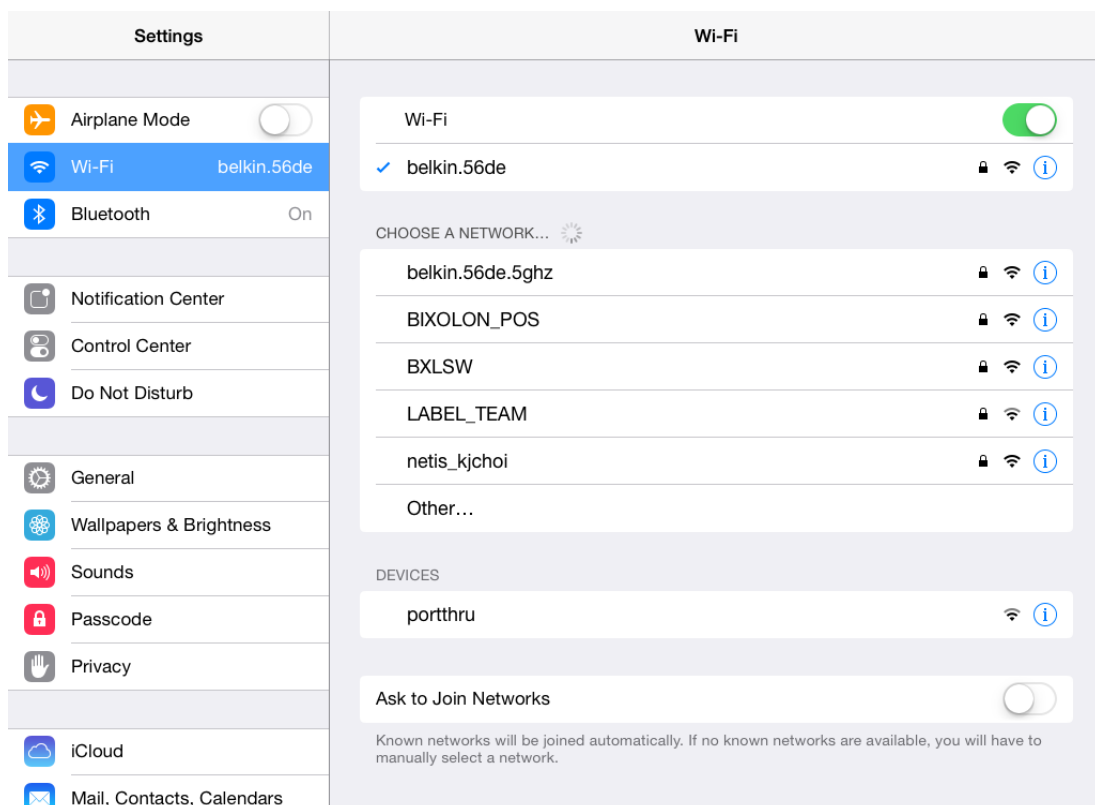 Settings
Airplane Mode
Wi-Fi belkin.56de
Bluetooth On
Notification Center
Control Center
Do Not Disturb
General
Wallpapers & Brightness
Sounds
Passcode
Privacy
iCloud
Mail, Contacts, Calendars
Wi-Fi
Wi-Fi
belkin.56de
CHOOSE A NETWORK...
belkin.56de.5ghz
BIXOLON_POS
BXLSW
LABEL_TEAM
netis_kjchoi
Other...
DEVICES
portthru
Ask to Join Networks
Known networks will be joined automatically. If no known networks are available, you will have to
manually select a network.